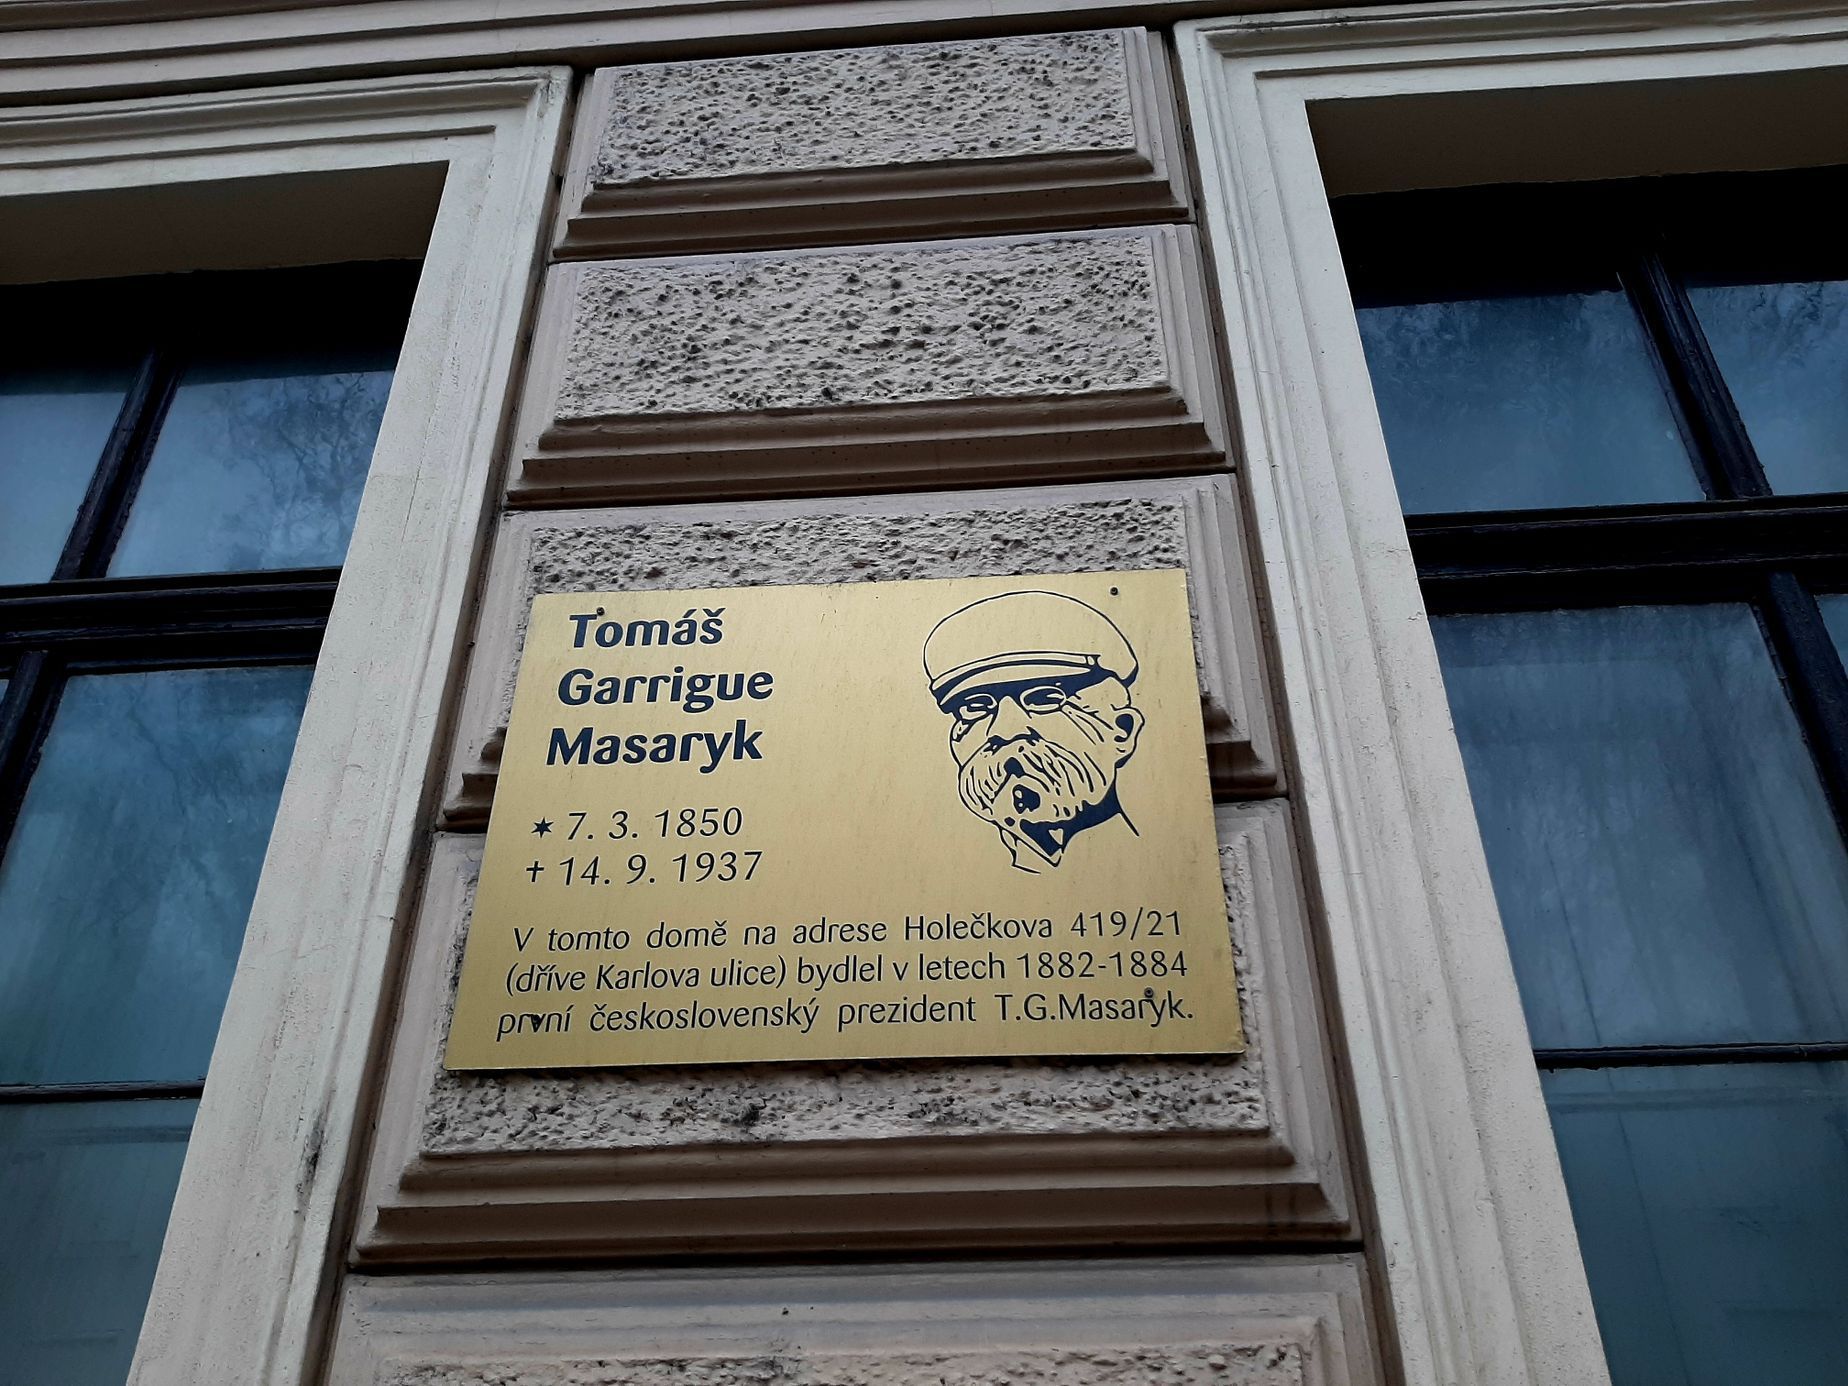 Tomáš
Garrigue
Masaryk
✶ 7. 3. 1850
✝ 14. 9. 1937
V tomto domě na adrese Holečkova 419/21
(dříve Karlova ulice) bydlel v letech 1882-1884
první československý prezident T.G.Masaryk.